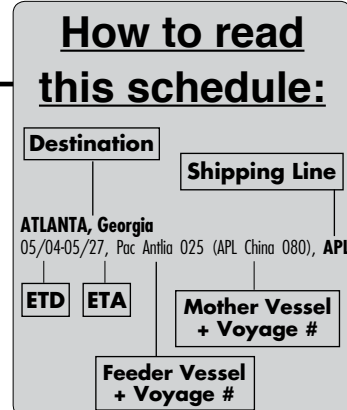 How to read
this schedule:
Destination
Shipping Line
ATLANTA, Georgia
05/04-05/27, Pac Antlia 025 (APL China 080), APL
ETD
ETA
Mother Vessel
+ Voyage #
Feeder Vessel
+ Voyage #